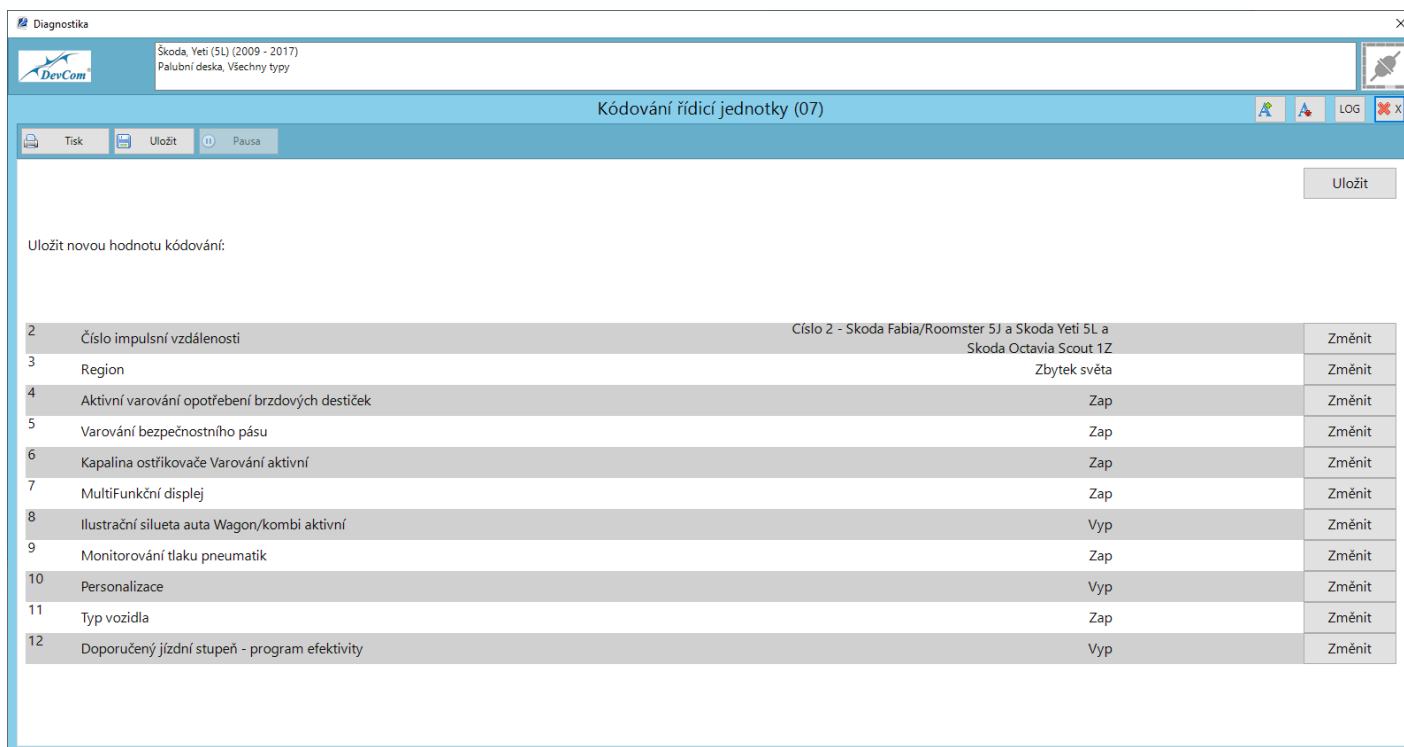 Diagnostika
DevCom
Škoda, Yeti (5L) (2009 - 2017)
Palubní deska, Všechny typy
Kódování řídicí jednotky (07)
LOG
X
Tisk
Uložit
Pausa
Uložit
Uložit novou hodnotu kódování:
2 Číslo impulsní vzdálenosti Císlo 2 - Skoda Fabia/Roomster 5J a Skoda Yeti 5L a
Skoda Octavia Scout 1Z Změnit
3 Region Zbytek světa Změnit
4 Aktivní varování opotřebení brzdových destiček Zap Změnit
5 Varování bezpečnostního pásu Zap Změnit
6 Kapalina ostřikovače Varování aktivní Zap Změnit
7 MultiFunkční displej Zap Změnit
8 Ilustrační silueta auta Wagon/kombi aktivní Vyp Změnit
9 Monitorování tlaku pneumatik Zap Změnit
10 Personalizace Vyp Změnit
11 Typ vozidla Zap Změnit
12 Doporučený jízdní stupeň - program efektivity Vyp Změnit